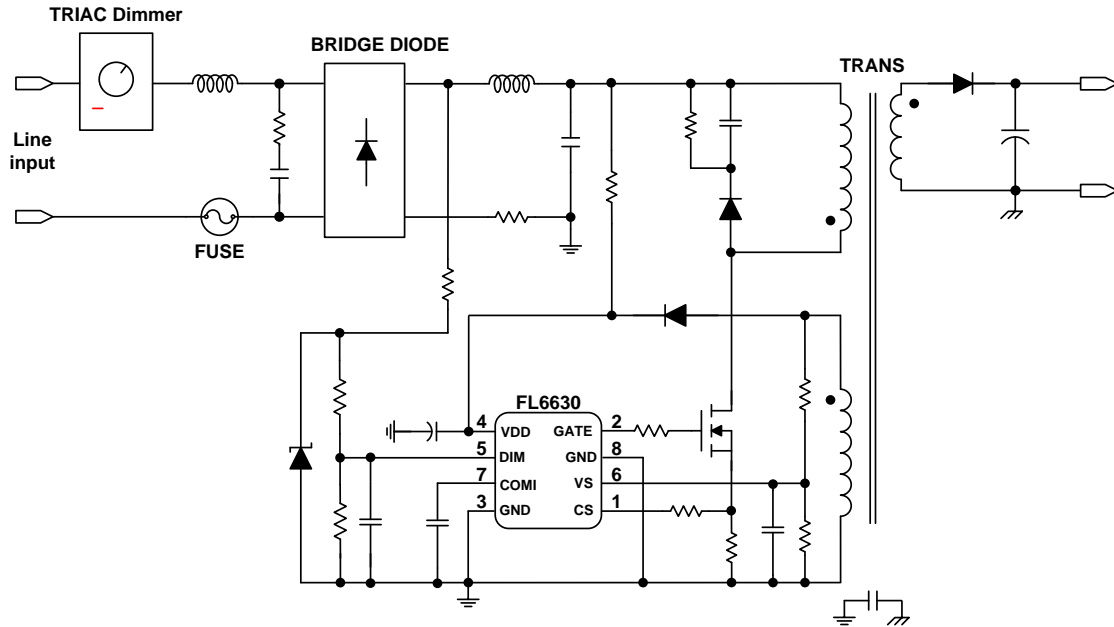 TRIAC Dimmer
BRIDGE DIODE
TRANS
Line
input
FUSE
FL6630
4 VDD GATE 2
5 DIM GND 8
7 COMI VS 6
3 GND CS 1